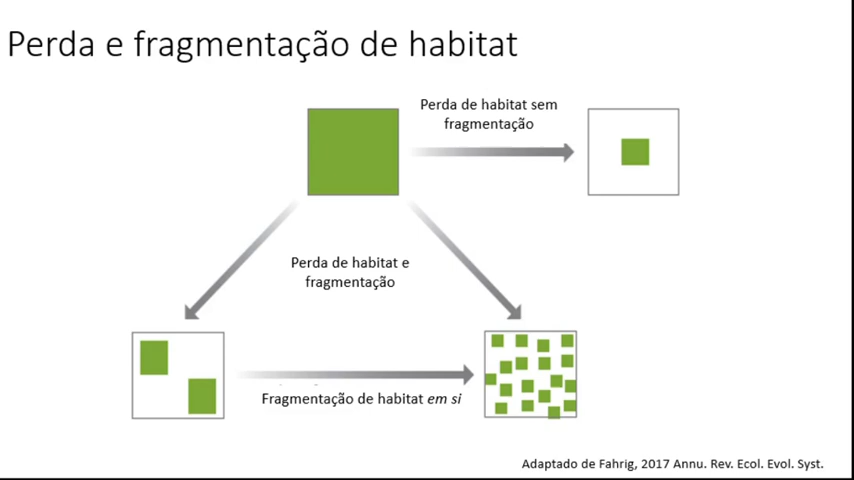 Perda e fragmentação de habitat
Perda de habitat sem
fragmentação
Perda de habitat e
fragmentação
Fragmentação de habitat em si
Adaptado de Fahrig, 2017 Annu. Rev. Ecol. Evol. Syst.